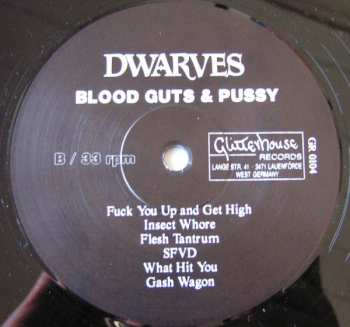 DWARVES
BLOOD GUTS & PUSSY
B / 33 rpm
Glitterhouse
RECORDS
LANGE STR. 41 3471 LAUENFÖRDE
WEST GERMANY
GR 0104
Fuck You Up and Get High
Insect Whore
Flesh Tantrum
SFVD
What Hit You
Gash Wagon